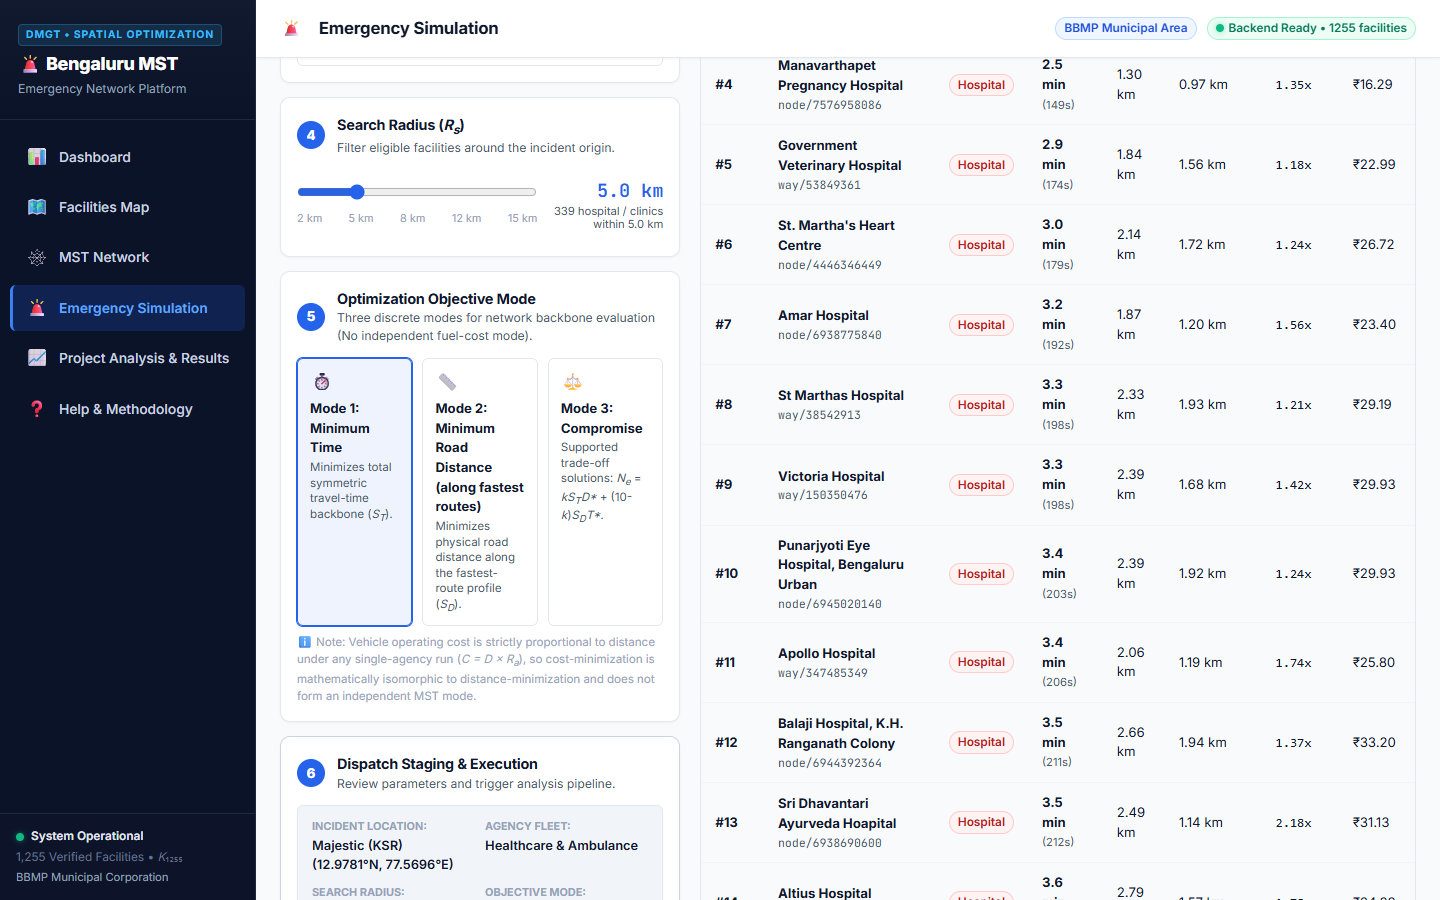 DMGT • SPATIAL OPTIMIZATION
Bengaluru MST
Emergency Network Platform
Dashboard
Facilities Map
MST Network
Emergency Simulation
Project Analysis & Results
Help & Methodology
System Operational
1,255 Verified Facilities • K₁₂₅₅
BBMP Municipal Corporation
Emergency Simulation
BBMP Municipal Area
Backend Ready • 1255 facilities
4
Search Radius (Rs)
Filter eligible facilities around the incident origin.
5.0 km
2 km 5 km 8 km 12 km 15 km
339 hospital / clinics
within 5.0 km
5
Optimization Objective Mode
Three discrete modes for network backbone evaluation
(No independent fuel-cost mode).
Mode 1:
Minimum
Time
Minimizes total
symmetric
travel-time
backbone (ST).
Mode 2:
Minimum
Road
Distance
(along fastest
routes)
Minimizes
physical road
distance along
the fastest-
route profile
(SD).
Mode 3:
Compromise
Supported
trade-off
solutions: Ne =
kSTD* + (10-
k)SDT*.
Note: Vehicle operating cost is strictly proportional to distance
under any single-agency run (C = D × Ra), so cost-minimization is
mathematically isomorphic to distance-minimization and does not
form an independent MST mode.
6
Dispatch Staging & Execution
Review parameters and trigger analysis pipeline.
INCIDENT LOCATION:
Majestic (KSR)
(12.9781°N, 77.5696°E)
AGENCY FLEET:
Healthcare & Ambulance
SEARCH RADIUS:
OBJECTIVE MODE:
#4
Manavarthapet
Pregnancy Hospital
node/7576958086
Hospital
2.5
min
(149s)
1.30
km
0.97 km
1.35x
₹16.29
#5
Government
Veterinary Hospital
way/53849361
Hospital
2.9
min
(174s)
1.84
km
1.56 km
1.18x
₹22.99
#6
St. Martha's Heart
Centre
node/4446346449
Hospital
3.0
min
(179s)
2.14
km
1.72 km
1.24x
₹26.72
#7
Amar Hospital
node/6938775840
Hospital
3.2
min
(192s)
1.87
km
1.20 km
1.56x
₹23.40
#8
St Marthas Hospital
way/38542913
Hospital
3.3
min
(198s)
2.33
km
1.93 km
1.21x
₹29.19
#9
Victoria Hospital
way/150350476
Hospital
3.3
min
(198s)
2.39
km
1.68 km
1.42x
₹29.93
#10
Punarjyoti Eye
Hospital, Bengaluru
Urban
node/6945020140
Hospital
3.4
min
(203s)
2.39
km
1.92 km
1.24x
₹29.93
#11
Apollo Hospital
way/347485349
Hospital
3.4
min
(206s)
2.06
km
1.19 km
1.74x
₹25.80
#12
Balaji Hospital, K.H.
Ranganath Colony
node/6944392364
Hospital
3.5
min
(211s)
2.66
km
1.94 km
1.37x
₹33.20
#13
Sri Dhavantari
Ayurveda Hoapital
node/6938690600
Hospital
3.5
min
(212s)
2.49
km
1.14 km
2.18x
₹31.13
Altius Hospital
3.6
2.79